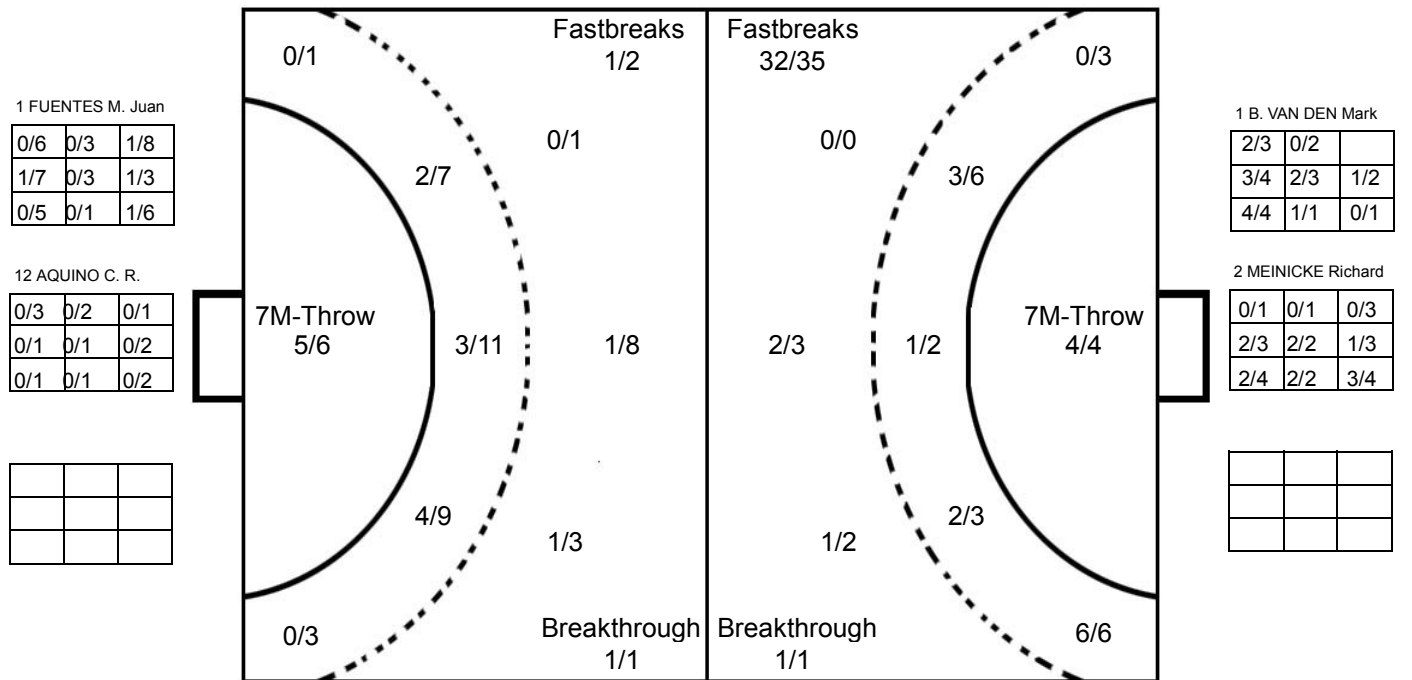 1 FUENTES M. Juan
0/6 0/3 1/8
1/7 0/3 1/3
0/5 0/1 1/6
12 AQUINO C. R.
0/3 0/2 0/1
0/1 0/1 0/2
0/1 0/1 0/2
Fastbreaks
1/2
0/1
0/1
2/7
7M-Throw
5/6
3/11
1/8
4/9
1/3
0/3
Breakthrough
1/1
Fastbreaks
32/35
0/3
0/0
3/6
2/3
1/2
7M-Throw
4/4
2/3
1/2
6/6
Breakthrough
1/1
1 B. VAN DEN Mark
2/3 0/2
3/4 2/3 1/2
4/4 1/1 0/1
2 MEINICKE Richard
0/1 0/1 0/3
2/3 2/2 1/3
2/4 2/2 3/4